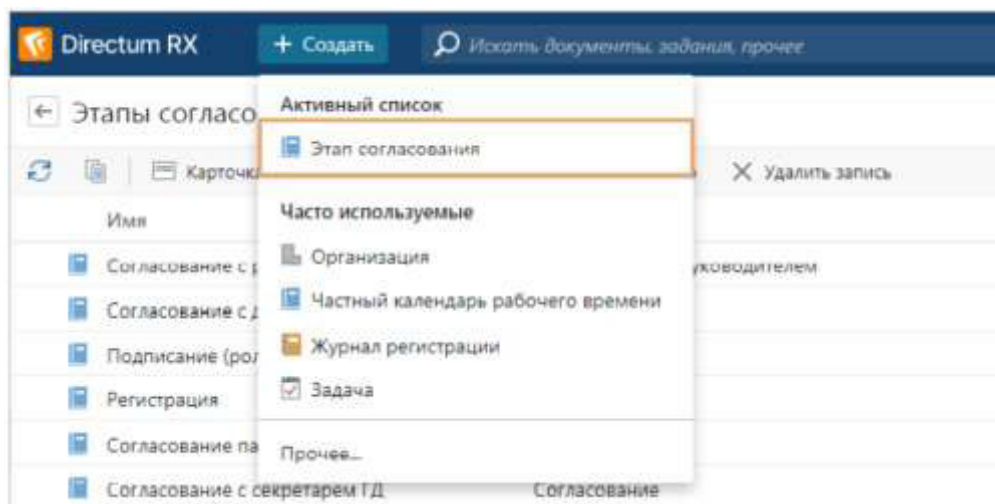 Directum RX
+ Создать
Искать документы, задания, прочее
Этапы согласо
Активный список
Этап согласования
Карточк
Удалить запись
Часто используемые
Имя
Организация
Согласование с р
уководителем
Частный календарь рабочего времени
Согласование с д
Журнал регистрации
Подписание (рол
Задача
Регистрация
Согласование па
Прочее...
Согласование с секретарем ГД
Согласование